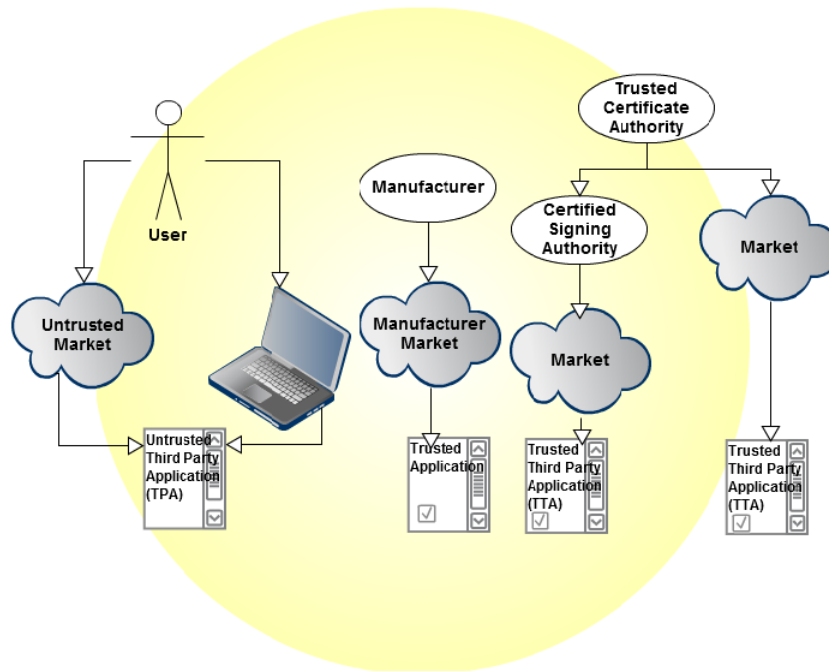 Trusted
Certificate
Authority
User
Manufacturer
Certified
Signing
Authority
Market
Untrusted
Market
Manufacturer
Market
Market
Untrusted
Third Party
Application
(TPA)
Trusted
Application
Trusted
Third Party
Application
(TTA)
Trusted
Third Party
Application
(TTA)